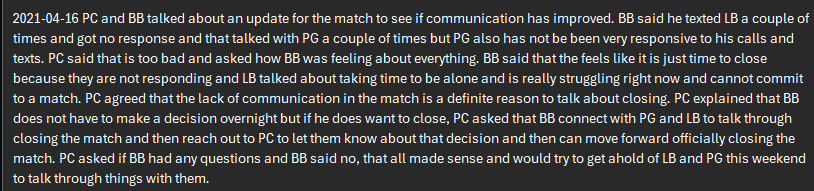 2021-04-16 PC and BB talked about an update for the match to see if communication has improved. BB said he texted LB a couple of
times and got no response and that talked with PG a couple of times but PG also has not be been very responsive to his calls and
texts. PC said that is too bad and asked how BB was feeling about everything. BB said that the feels like it is just time to close
because they are not responding and LB talked about taking time to be alone and is really struggling right now and cannot commit
to a match. PC agreed that the lack of communication in the match is a definite reason to talk about closing. PC explained that BB
does not have to make a decision overnight but if he does want to close, PC asked that BB connect with PG and LB to talk through
closing the match and then reach out to PC to let them know about that decision and then can move forward officially closing the
match. PC asked if BB had any questions and BB said no, that all made sense and would try to get ahold of LB and PG this weekend
to talk through things with them.